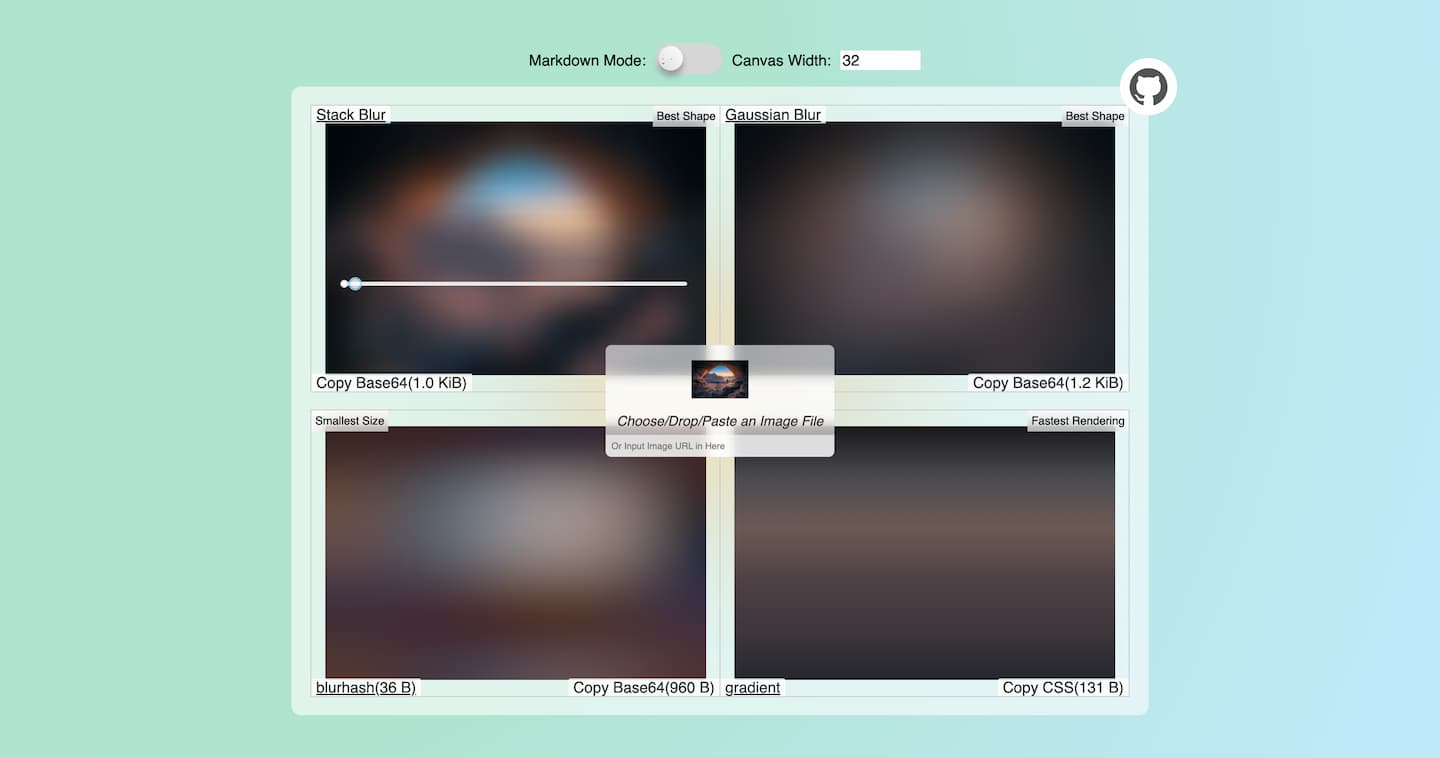 Markdown Mode: Canvas Width: 32
Stack Blur Best Shape
Gaussian Blur Best Shape
Copy Base64(1.0 KiB)
Copy Base64(1.2 KiB)
Choose/Drop/Paste an Image File
Or Input Image URL in Here
Smallest Size
Fastest Rendering
blurhash(36 B) Copy Base64(960 B)
gradient Copy CSS(131 B)